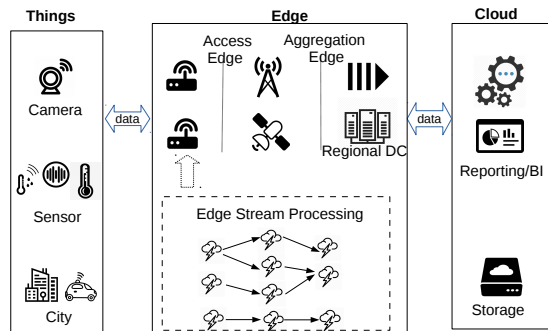 Things
Edge
Cloud
Access
Edge
Aggregation
Edge
Camera
data
data
Regional DC
Reporting/BI
Sensor
Edge Stream Processing
City
Storage